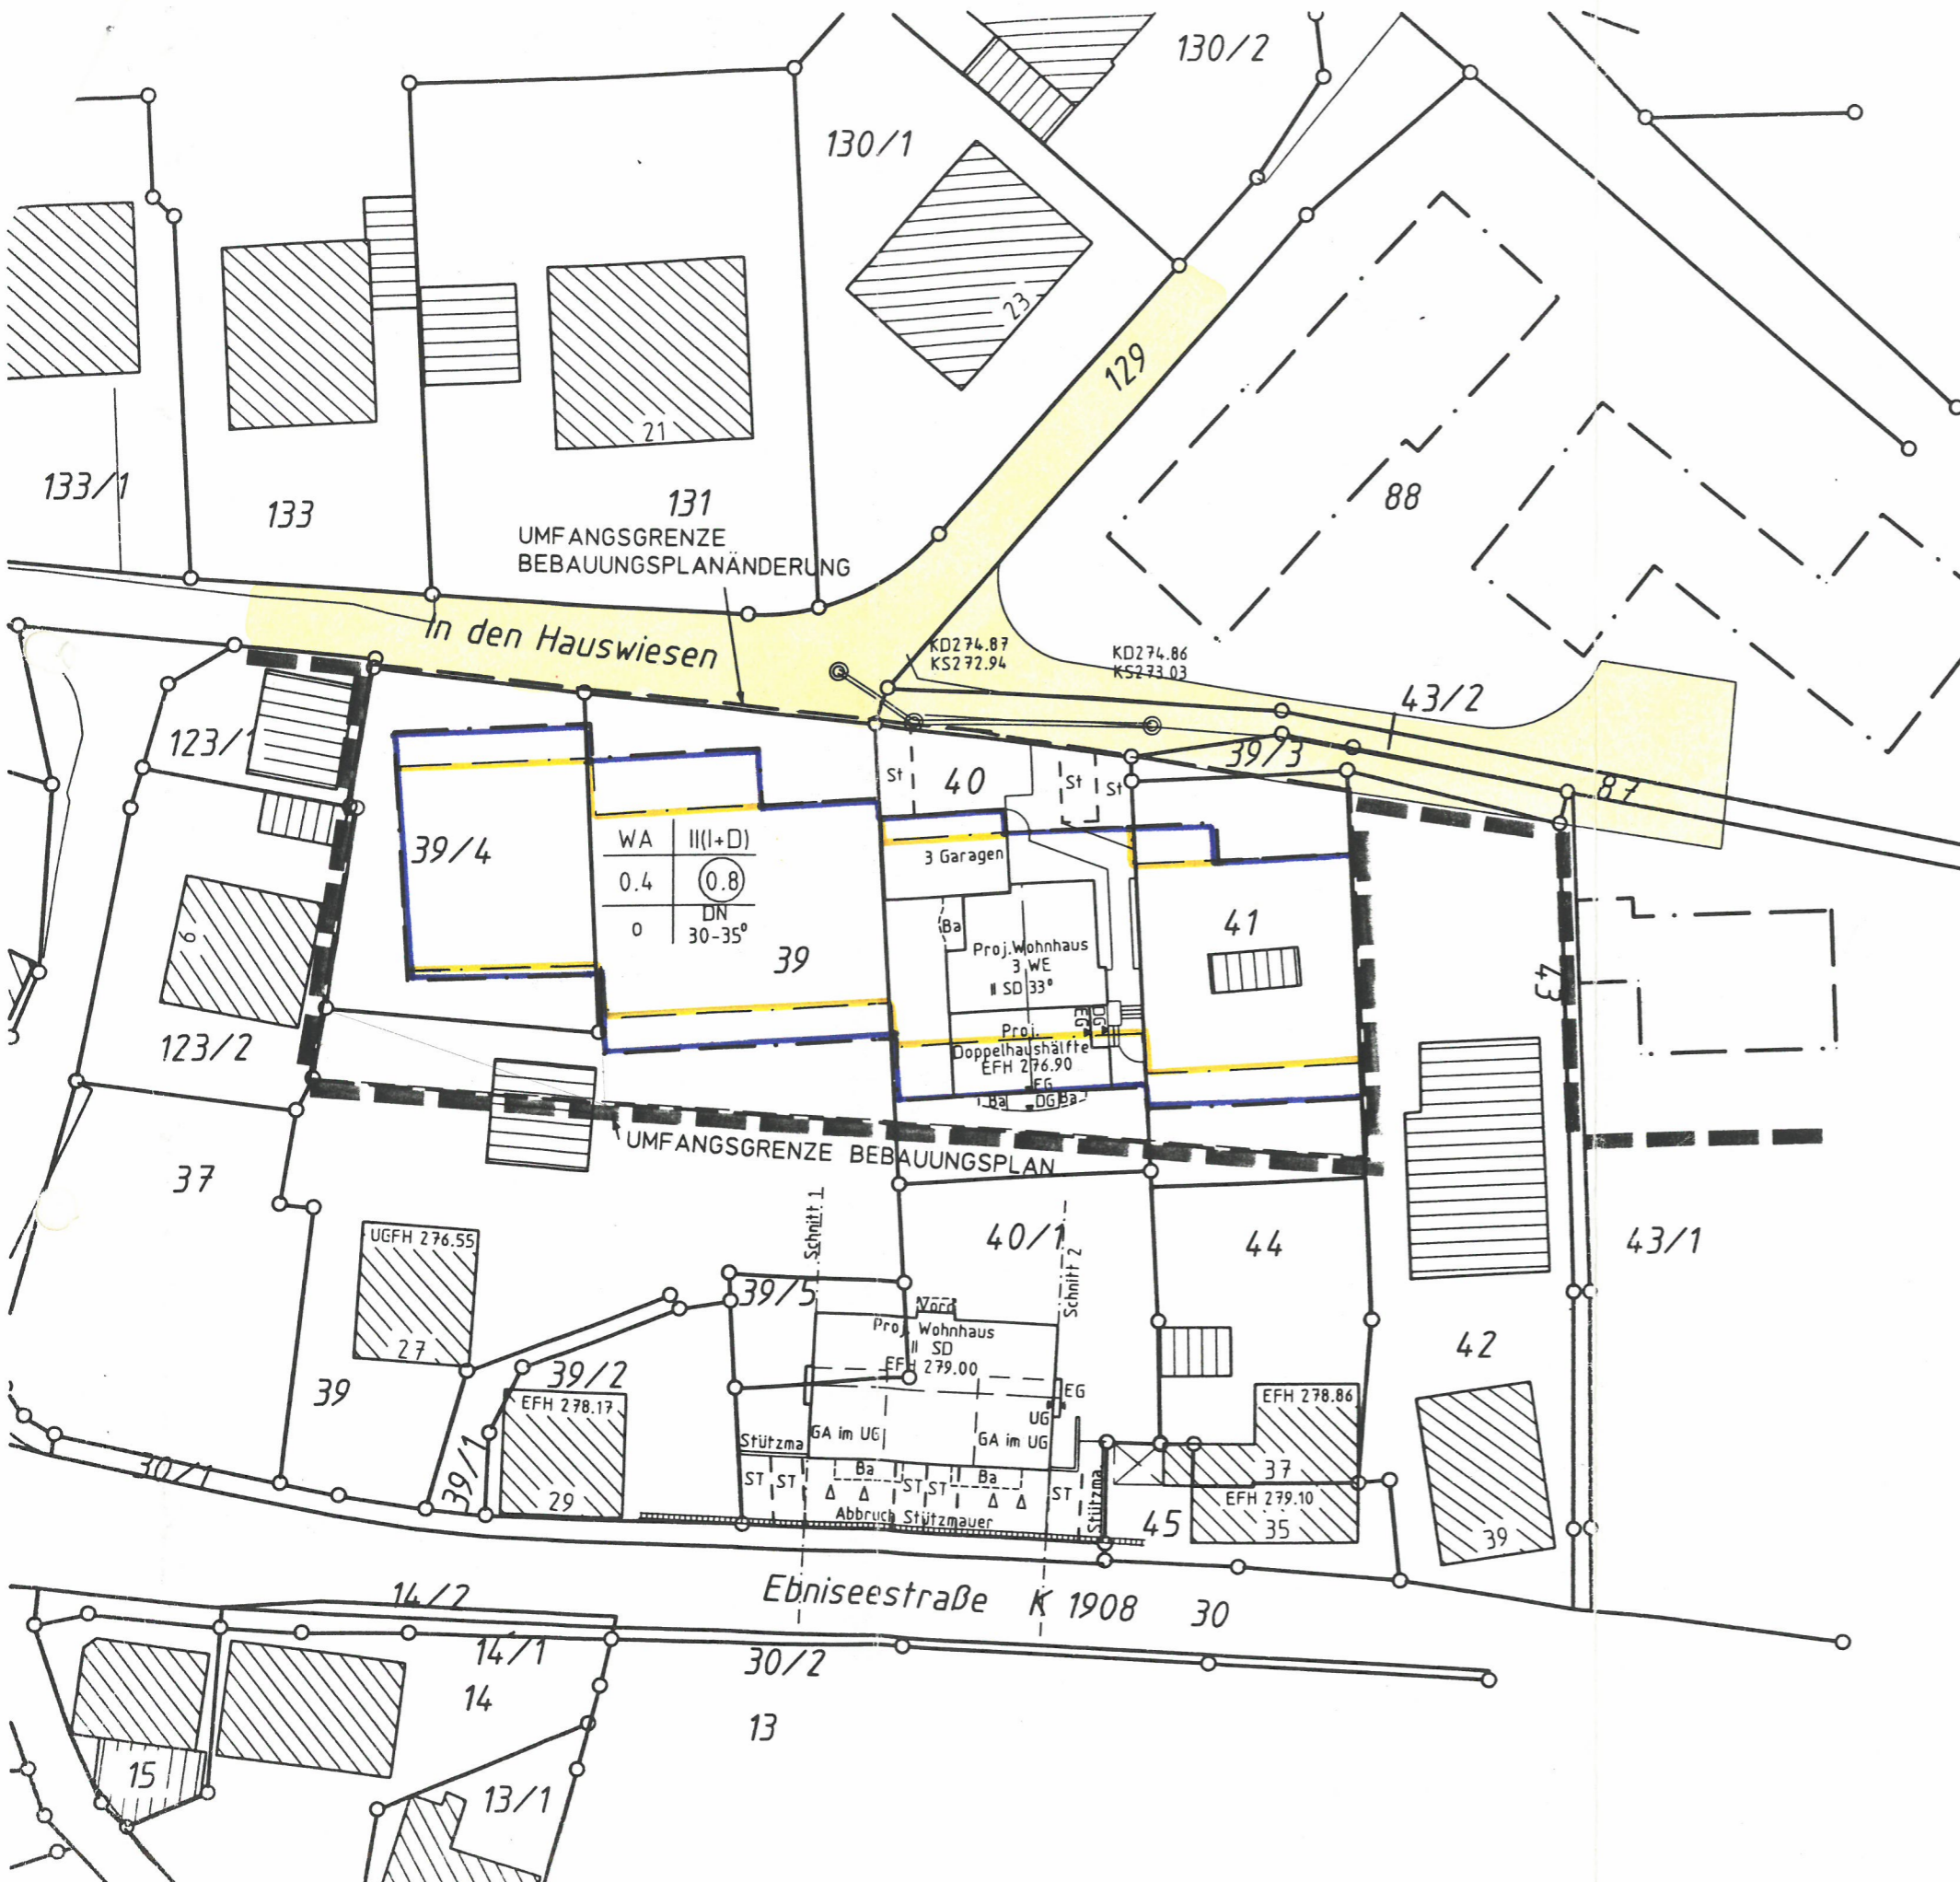 130/2
130/1
23
129
21
133/1
133
131
88
UMFANGSGRENZE
BEBAUUNGSPLANÄNDERUNG
In den Hauswiesen
KD274.87
KS272.94
KD274.86
KS273.03
43/2
123/1
39/3
87
St
40
St
St
39/4
WA
II(I+D)
0.4
0.8
0
DN
30-35°
39
3 Garagen
Ba
Proj.Wohnhaus
3 WE
II SD 33°
41
43
6
123/2
EG
DG
Proj.
Doppelhaushälfte
EFH 276.90
EG
Ba
DG
Ba
UMFANGSGRENZE BEBAUUNGSPLAN
37
Schnitt 1
40/1
Schnitt 2
44
43/1
UGFH 276.55
27
39/5
Vord
Proj. Wohnhaus
II SD
EFH 279.00
42
39
39/2
EFH 278.17
29
39/1
EG
UG
GA im UG
GA im UG
Stützma
Ba
Ba
ST
ST
ST
ST
ST
Abbruch Stützmauer
Stützma
EFH 278.86
37
EFH 279.10
35
45
39
30/1
Ebniseestraße K 1908
30
14/2
14/1
14
30/2
13
15
13/1